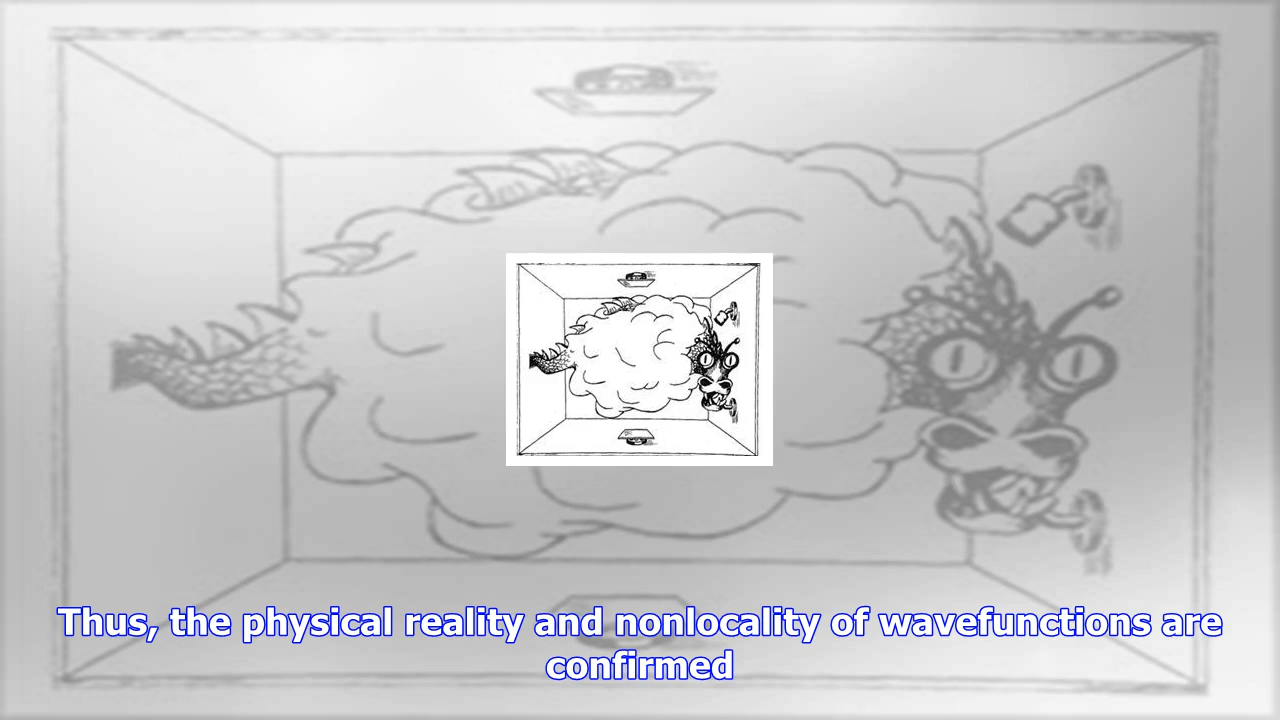 Thus, the physical reality and nonlocality of wavefunctions are
confirmed